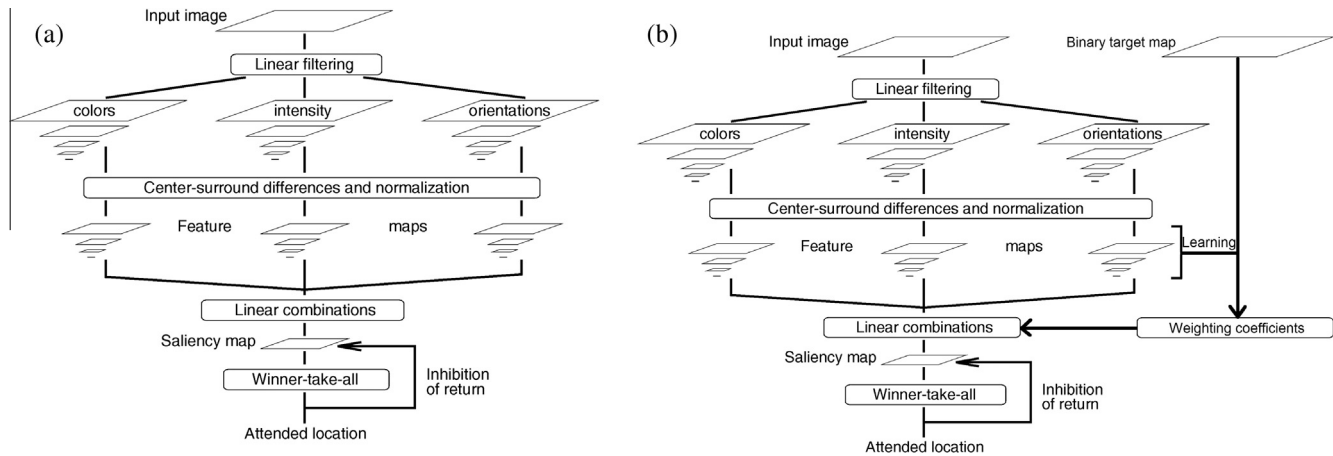 (a)
Input image
Linear filtering
colors
intensity
orientations
Center-surround differences and normalization
Feature
maps
Linear combinations
Saliency map
Winner-take-all
Inhibition
of return
Attended location
(b)
Input image
Binary target map
Linear filtering
colors
intensity
orientations
Center-surround differences and normalization
Feature
maps
Learning
Linear combinations
Weighting coefficients
Saliency map
Winner-take-all
Inhibition
of return
Attended location